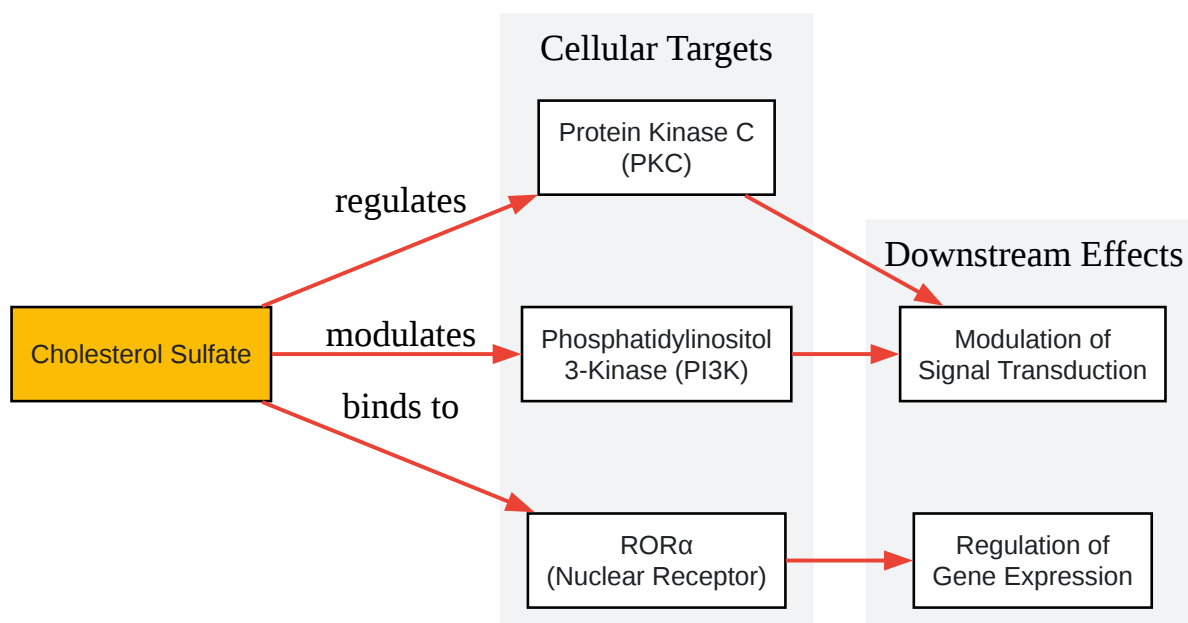 Cellular Targets
Protein Kinase C
(PKC)
regulates
Downstream Effects
Cholesterol Sulfate
modulates
Phosphatidylinositol
3-Kinase (PI3K)
Modulation of
Signal Transduction
binds to
RORα
(Nuclear Receptor)
Regulation of
Gene Expression